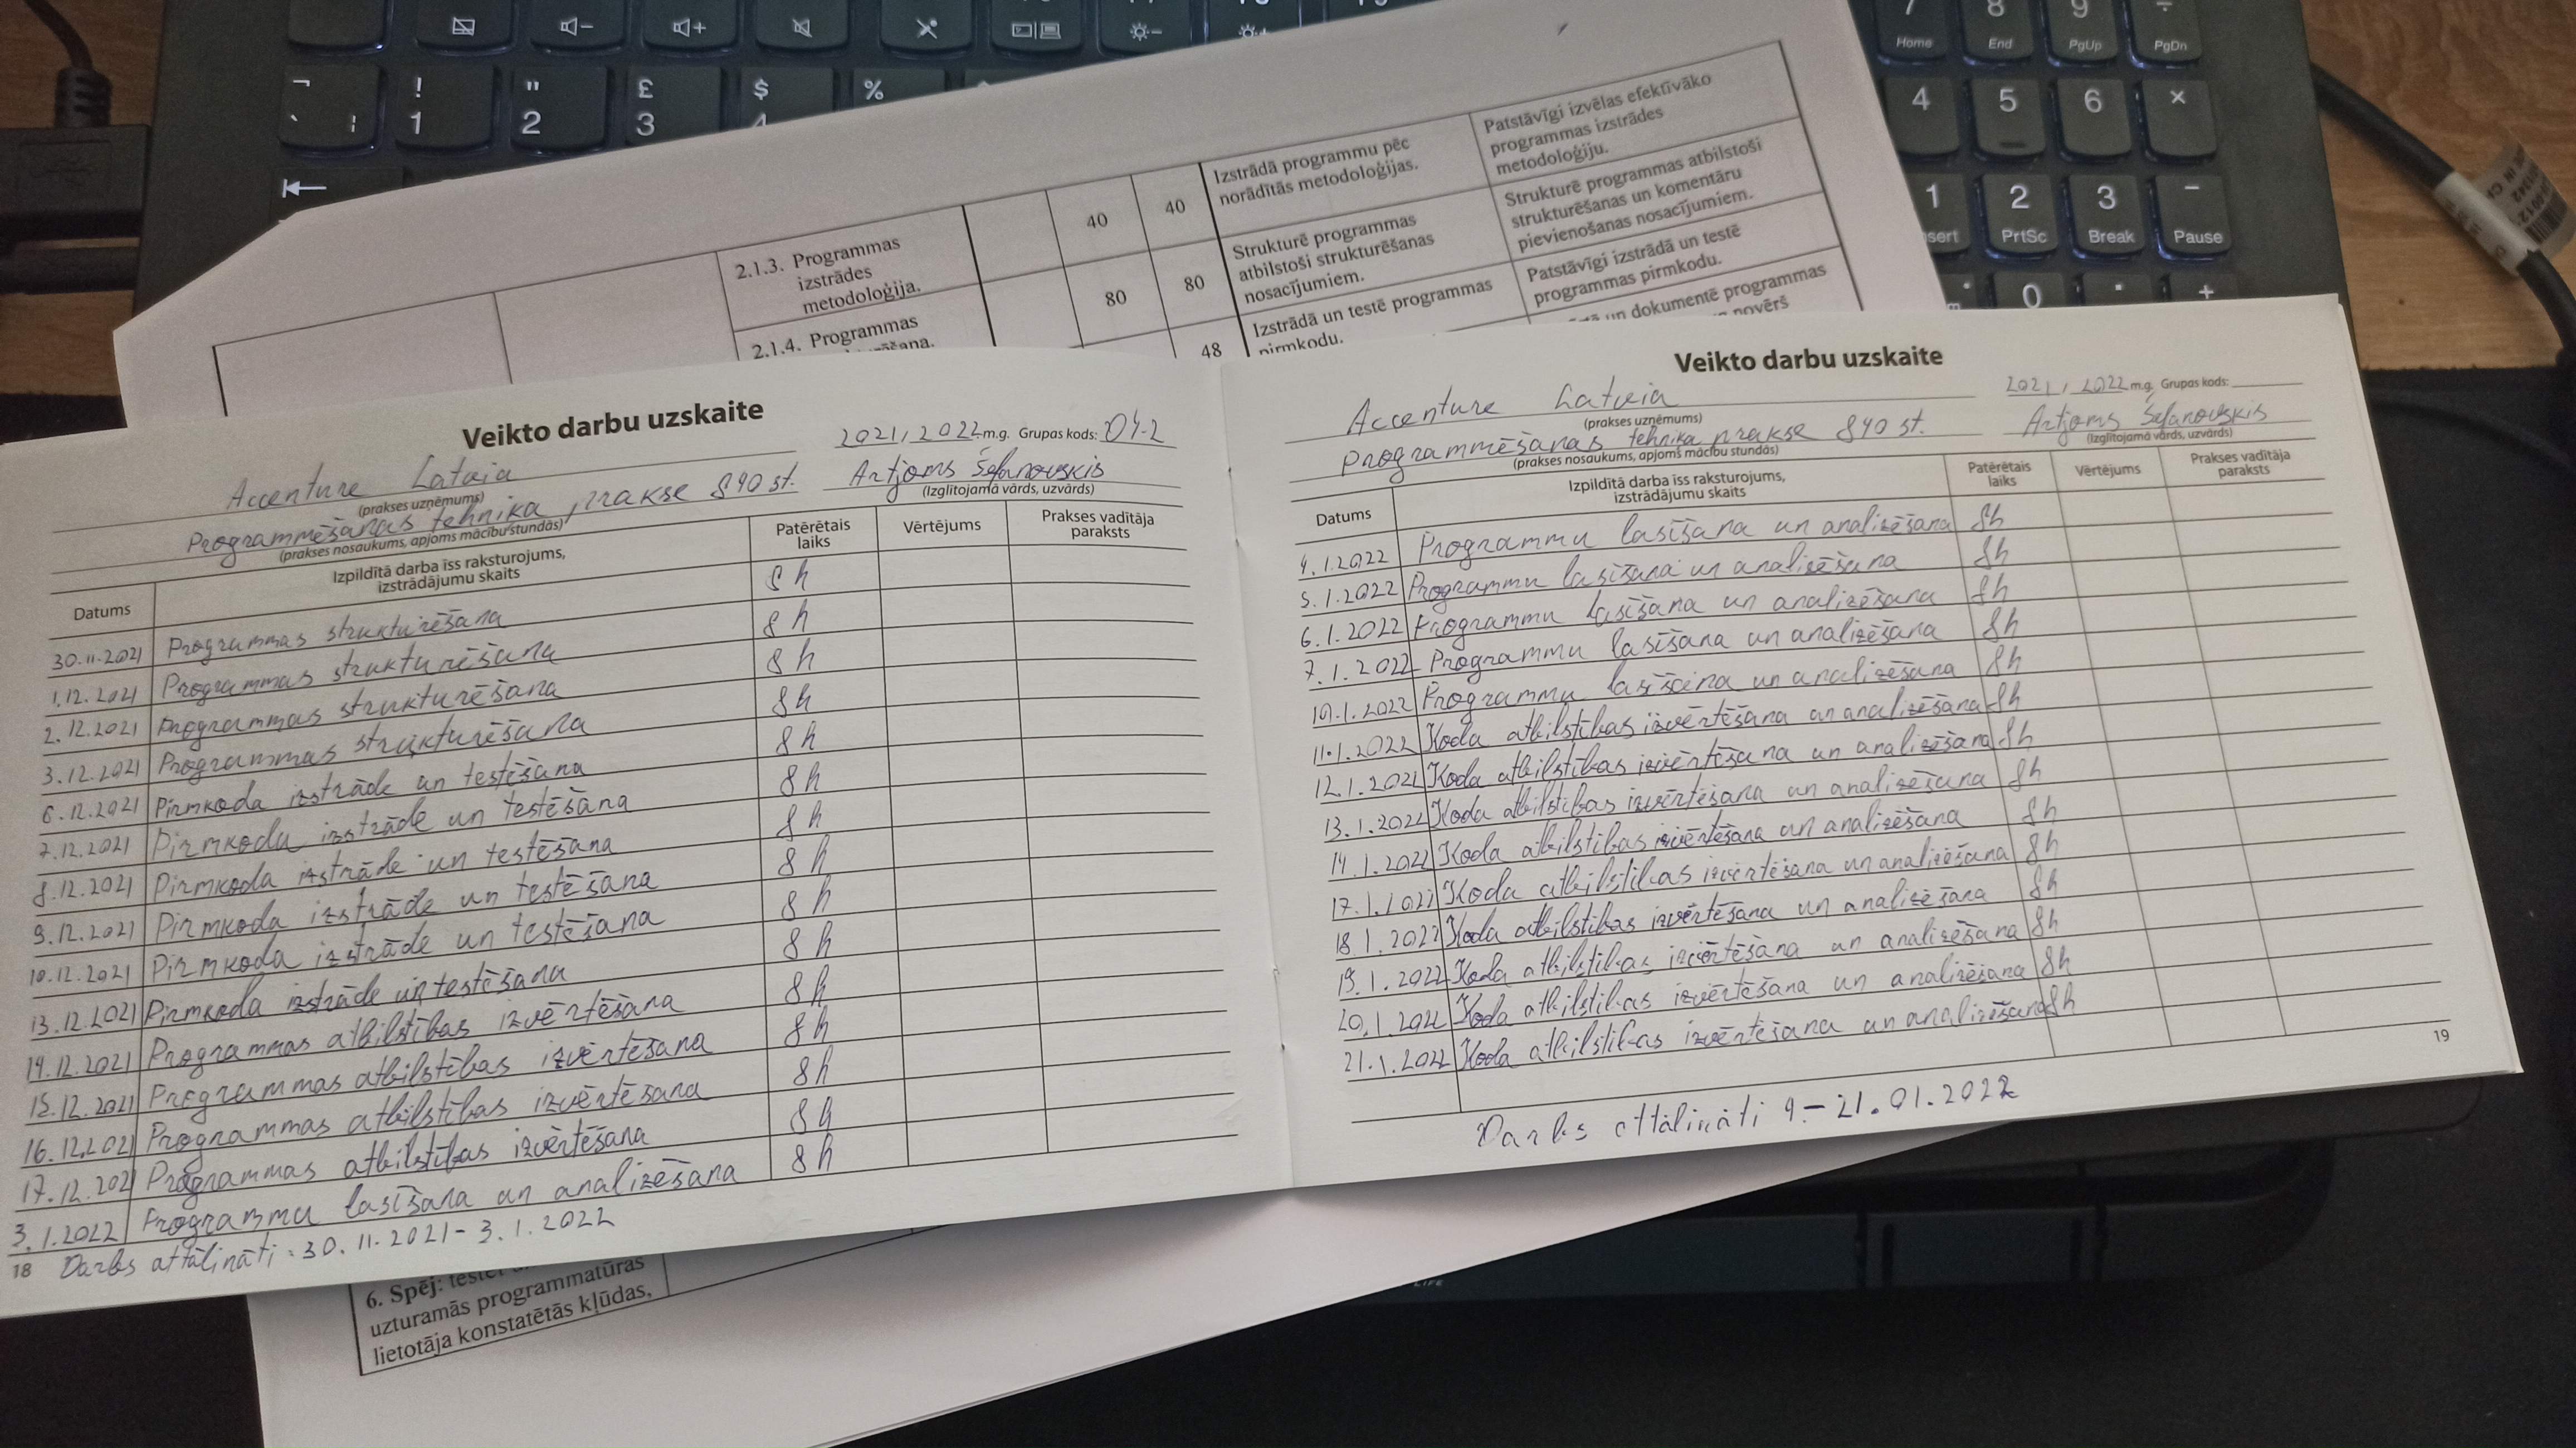 Home
8
End
9
PgUp
PgDn
!
1
"
2
£
3
$
4
%
4
5
6
×
1
2
PrtSc
3
Break
Pause
0
+
2.1.3. Programmas
izstrādes
metodoloģija.
40
40
Izstrādā programmu pēc
norādītās metodoloģijas.
Patstāvīgi izvēlas efektīvāko
programmas izstrādes
metodoloģiju.
2.1.4. Programmas
80
80
Strukturē programmas
atbilstoši strukturēšanas
nosacījumiem.
Strukturē programmas atbilstoši
strukturēšanas un komentāru
pievienošanas nosacījumiem.
48
Izstrādā un testē programmas
pirmkodu.
Patstāvīgi izstrādā un testē
programmas pirmkodu.
un dokumentē programmas
novērš
Veikto darbu uzskaite
Accenture Latvia
2021/2022 m.g. Grupas kods: D4-2
(prakses uzņēmums)
Programmēšanas tehnika, prakse 840 st.
Artjoms
(prakses nosaukums, apjoms mācību stundās)
(Izglītojamā vārds, uzvārds)
Datums
Izpildītā darba īss raksturojums,
izstrādājumu skaits
Patērētais
laiks
Vērtējums
Prakses vadītāja
paraksts
30.11.2021 Programmas strukturēšana 8 h
1.12.2021 Programmas strukturēšana 8 h
2.12.2021 Programmas strukturēšana 8 h
3.12.2021 Programmas strukturēšana 8 h
6.12.2021 Pirmkoda izstrāde un testēšana 8 h
7.12.2021 Pirmkoda izstrāde un testēšana 8 h
8.12.2021 Pirmkoda izstrāde un testēšana 8 h
9.12.2021 Pirmkoda izstrāde un testēšana 8 h
10.12.2021 Pirmkoda izstrāde un testēšana 8 h
13.12.2021 Pirmkoda izstrāde un testēšana 8 h
14.12.2021 Programmas atbilstības izvērtēšana 8 h
15.12.2021 Programmas atbilstības izvērtēšana 8 h
16.12.2021 Programmas atbilstības izvērtēšana 8 h
17.12.2021 Programmas atbilstības izvērtēšana 8 h
3.1.2022 Programmu lasīšana un analizēšana 8 h
18
Darbs attālināti: 30.11.2021 - 3.1.2022
Veikto darbu uzskaite
Accenture Latvia
2021/2022 m.g. Grupas kods:
(prakses uzņēmums)
Programmēšanas tehnika prakse 840 st.
Artjoms
(prakses nosaukums, apjoms mācību stundās)
(Izglītojamā vārds, uzvārds)
Datums
Izpildītā darba īss raksturojums,
izstrādājumu skaits
Patērētais
laiks
Vērtējums
Prakses vadītāja
paraksts
4.1.2022 Programmu lasīšana un analizēšana 8h
5.1.2022 Programmu lasīšana un analizēšana 8h
6.1.2022 Programmu lasīšana un analizēšana 8h
7.1.2022 Programmu lasīšana un analizēšana 8h
10.1.2022 Programmu lasīšana un analizēšana 8h
11.1.2022 Koda atbilstības izvērtēšana un analizēšana 8h
12.1.2022 Koda atbilstības izvērtēšana un analizēšana 8h
13.1.2022 Koda atbilstības izvērtēšana un analizēšana 8h
14.1.2022 Koda atbilstības izvērtēšana un analizēšana 8h
17.1.2022 Koda atbilstības izvērtēšana un analizēšana 8h
18.1.2022 Koda atbilstības izvērtēšana un analizēšana 8h
19.1.2022 Koda atbilstības izvērtēšana un analizēšana 8h
20.1.2022 Koda atbilstības izvērtēšana un analizēšana 8h
21.1.2022 Koda atbilstības izvērtēšana un analizēšana 8h
19
Darbs attālināti 4 - 21.01.2022
6. Spēj:
uzturamās programmatūras
lietotāja konstatētās kļūdas,